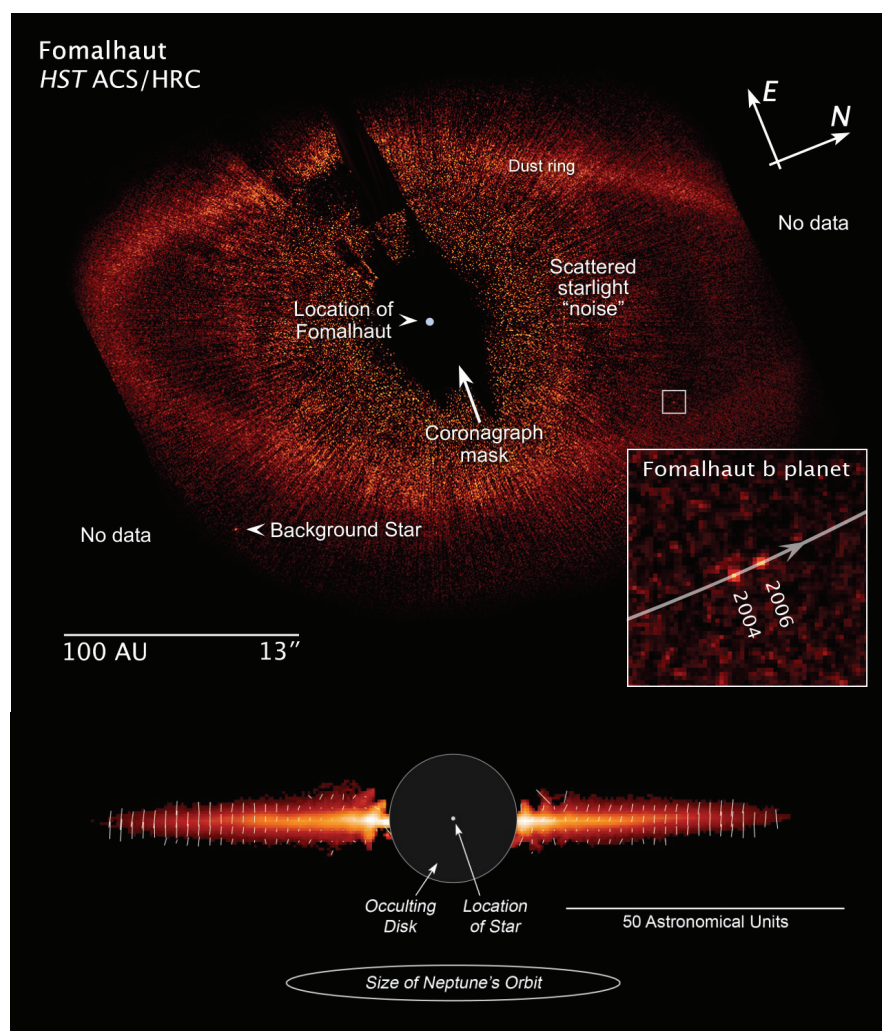 Fomalhaut
HST ACS/HRC
E
N
Dust ring
No data
Scattered
starlight
“noise”
Location of
Fomalhaut
Coronagraph
mask
Fomalhaut b planet
No data
Background Star
2006
2004
100 AU 13”
Occulting
Disk
Location
of Star
50 Astronomical Units
Size of Neptune’s Orbit